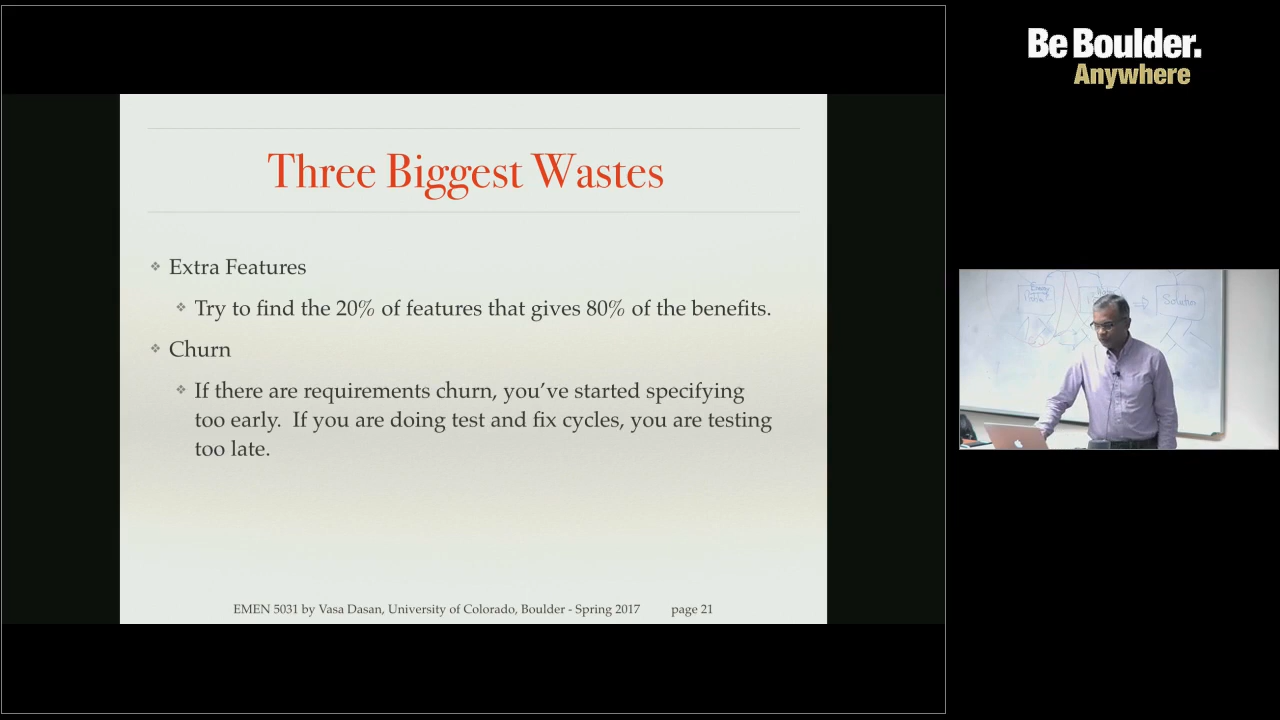 Be Boulder.
Anywhere
Three Biggest Wastes
Extra Features
Try to find the 20% of features that gives 80% of the benefits.
Churn
If there are requirements churn, you’ve started specifying
too early.  If you are doing test and fix cycles, you are testing
too late.
EMEN 5031 by Vasa Dasan, University of Colorado, Boulder - Spring 2017 page 21
Solution